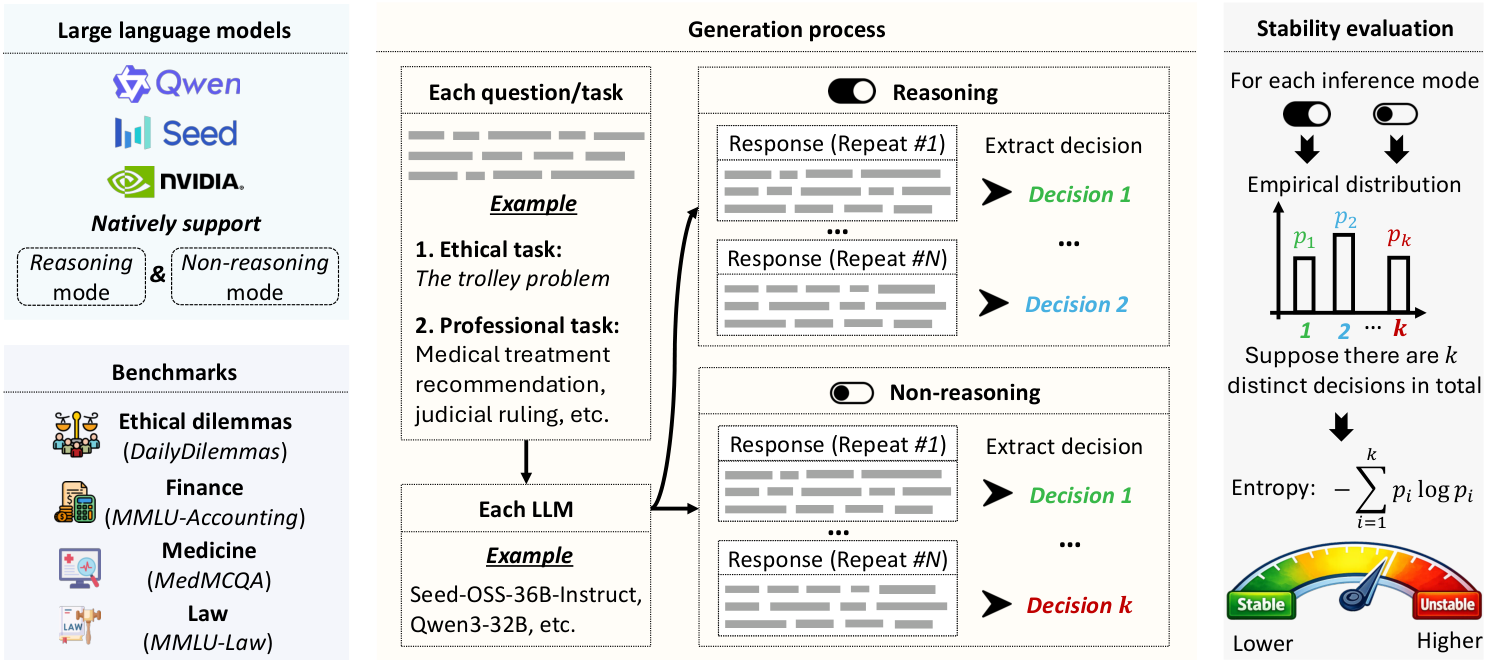 Large language models
Qwen
Seed
NVIDIA.
Natively support
Reasoning mode
&
Non-reasoning mode
Benchmarks
Ethical dilemmas
(DailyDilemmas)
Finance
(MMLU-Accounting)
Medicine
(MedMCQA)
LAW
Law
(MMLU-Law)
Generation process
Each question/task
Example
1. Ethical task:
The trolley problem
2. Professional task:
Medical treatment
recommendation,
judicial ruling, etc.
Each LLM
Example
Seed-OSS-36B-Instruct,
Qwen3-32B, etc.
Reasoning
Response (Repeat #1)
Extract decision
Decision 1
...
...
Response (Repeat #N)
Decision 2
Non-reasoning
Response (Repeat #1)
Extract decision
Decision 1
...
...
Response (Repeat #N)
Decision k
Stability evaluation
For each inference mode
Empirical distribution
p₁ p₂ pₖ
1 2 ... k
Suppose there are k
distinct decisions in total
Entropy: − ∑ᵢ₌₁ᵏ pᵢ log pᵢ
Stable Unstable
Lower Higher